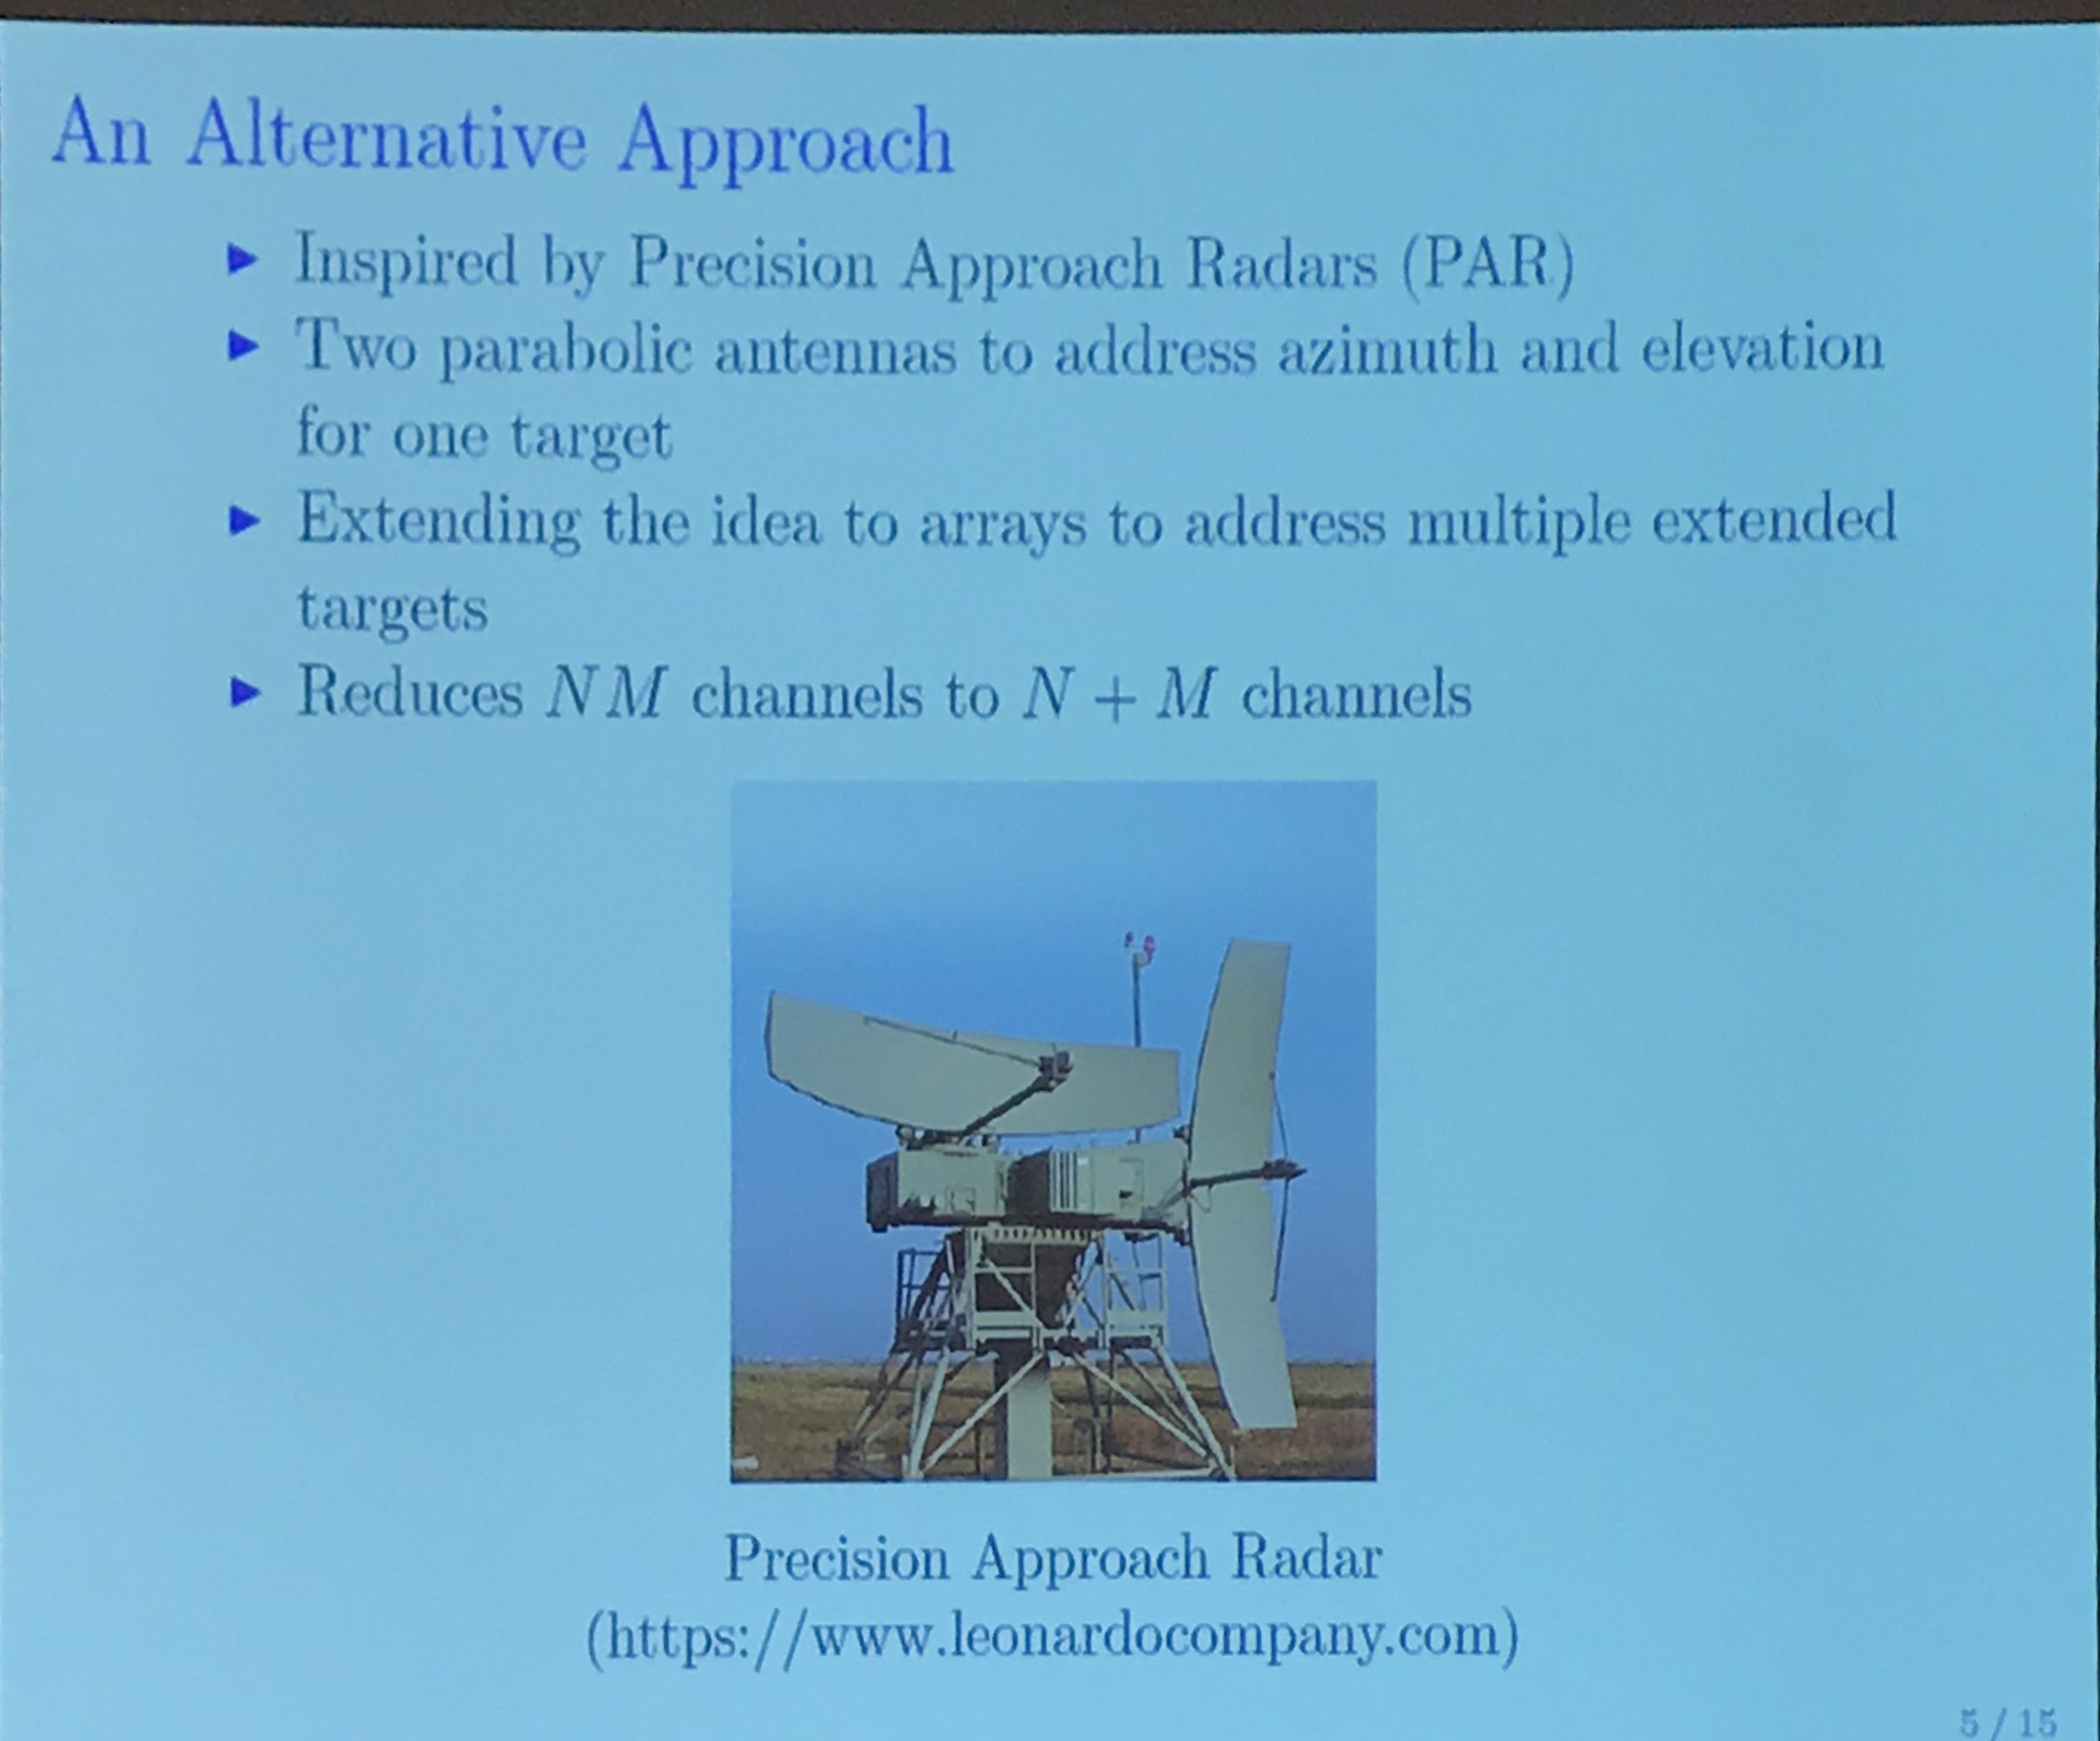 An Alternative Approach
▶ Inspired by Precision Approach Radars (PAR)
▶ Two parabolic antennas to address azimuth and elevation
for one target
▶ Extending the idea to arrays to address multiple extended
targets
▶ Reduces NM channels to N + M channels
Precision Approach Radar
(https://www.leonardocompany.com)
5 / 15